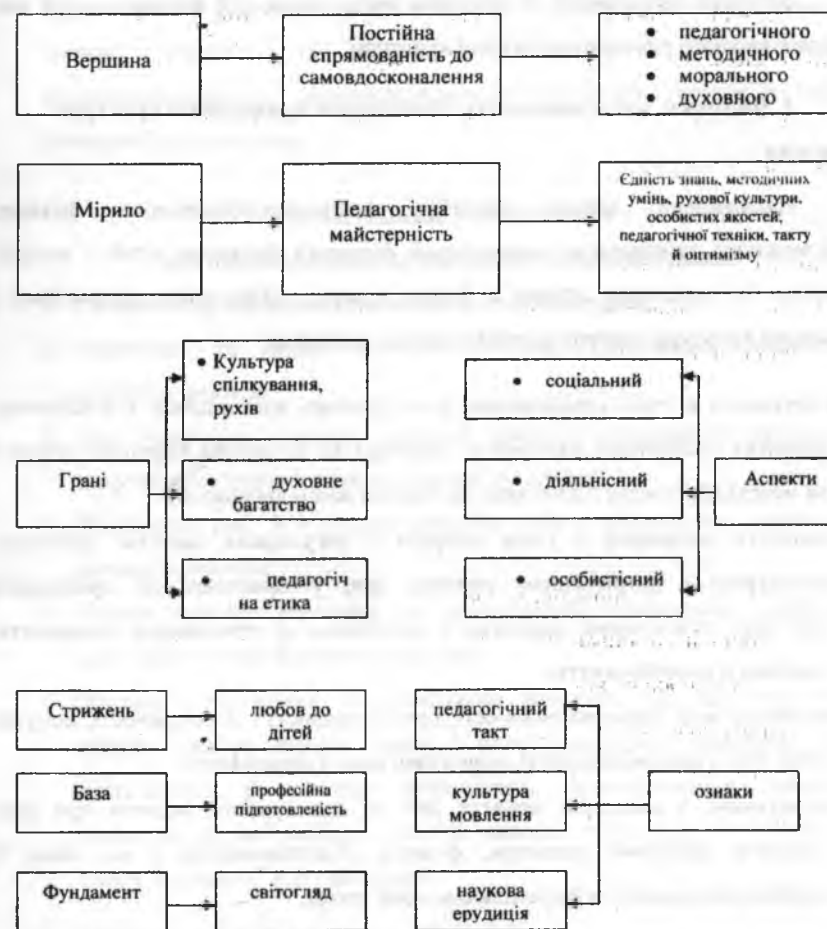 Вершина
Постійна
спрямованість до
самовдосконалення
• педагогічного
• методичного
• морального
• духовного
Мірило
Педагогічна
майстерність
Єдність знань, методичних
умінь, рухової культури,
особистих якостей,
педагогічної техніки, такту
й оптимізму
Грані
• Культура
спілкування,
рухів
• духовне
багатство
• педагогіч
на етика
• соціальний
• діяльнісний
• особистісний
Аспекти
Стрижень
любов до
дітей
База
професійна
підготовленість
Фундамент
світогляд
педагогічний
такт
культура
мовлення
наукова
ерудиція
ознаки